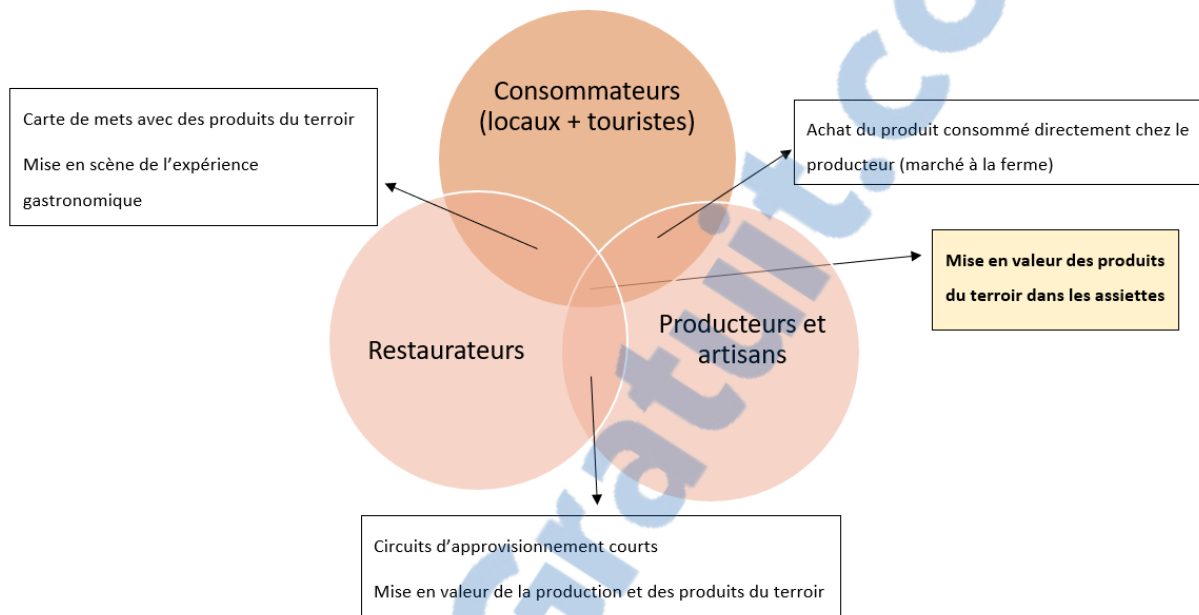 Consommateurs
(locaux + touristes)
Carte de mets avec des produits du terroir
Mise en scène de l’expérience
gastronomique
Achat du produit consommé directement chez le
producteur (marché à la ferme)
Mise en valeur des produits
du terroir dans les assiettes
Restaurateurs
Producteurs et
artisans
Circuits d’approvisionnement courts
Mise en valeur de la production et des produits du terroir
Gratuit.co